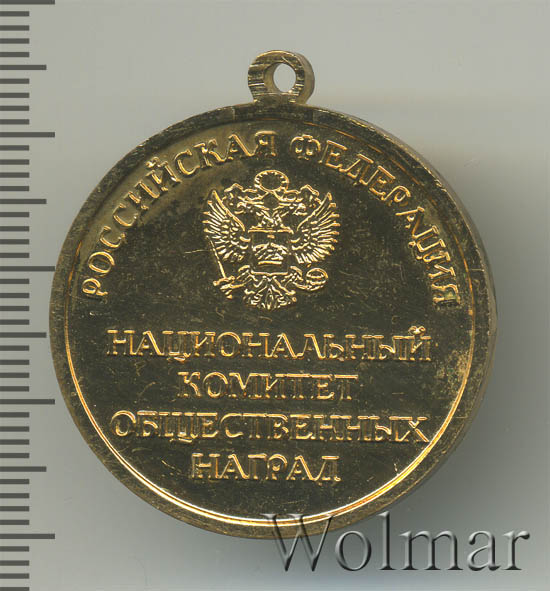 РОССИЙСКАЯ ФЕДЕРАЦИЯ
НАЦИОНАЛЬНЫЙ
КОМИТЕТ
ОБЩЕСТВЕННЫХ
НАГРАД
Wolmar